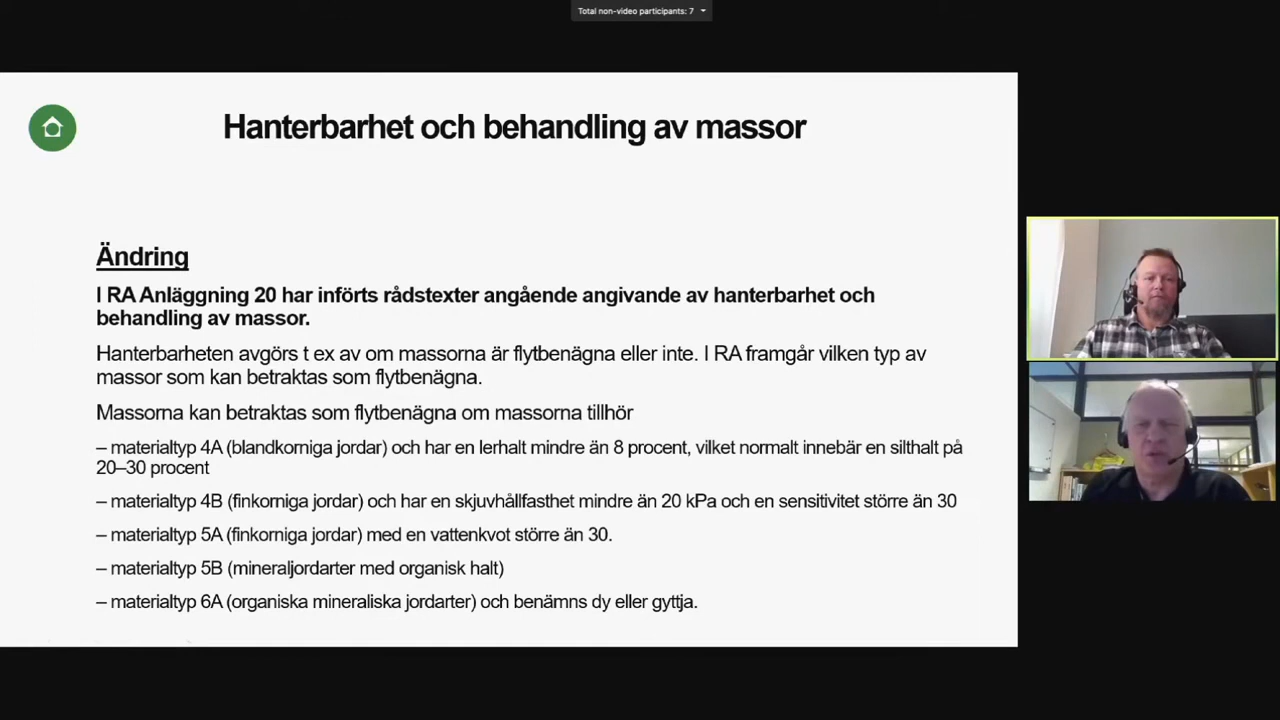 Total non-video participants: 7
Hanterbarhet och behandling av massor
Ändring
I RA Anläggning 20 har införts rådstexter angående angivande av hanterbarhet och
behandling av massor.
Hanterbarheten avgörs t ex av om massorna är flytbenägna eller inte. I RA framgår vilken typ av
massor som kan betraktas som flytbenägna.
Massorna kan betraktas som flytbenägna om massorna tillhör
– materialtyp 4A (blandkorniga jordar) och har en lerhalt mindre än 8 procent, vilket normalt innebär en silthalt på
20–30 procent
– materialtyp 4B (finkorniga jordar) och har en skjuvhållfasthet mindre än 20 kPa och en sensitivitet större än 30
– materialtyp 5A (finkorniga jordar) med en vattenkvot större än 30.
– materialtyp 5B (mineraljordarter med organisk halt)
– materialtyp 6A (organiska mineraliska jordarter) och benämns dy eller gyttja.